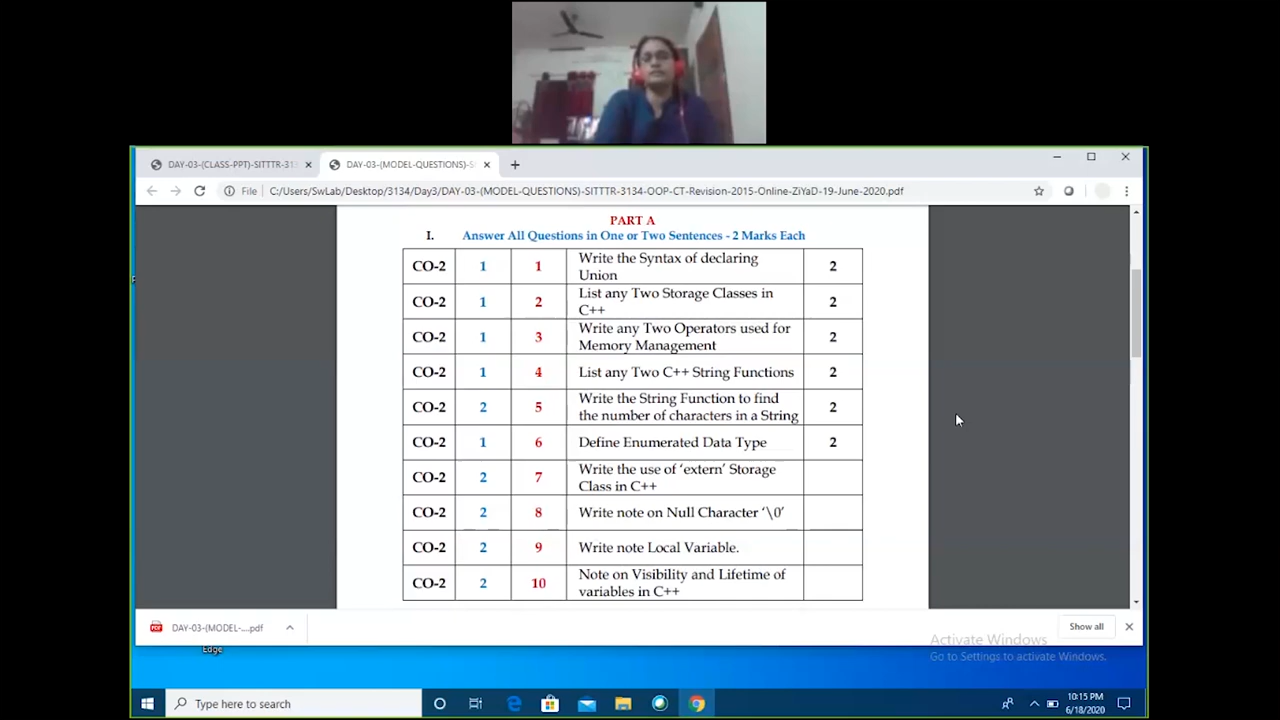 DAY-03-(CLASS-PPT)-SITTTR-313
DAY-03-(MODEL-QUESTIONS)-S
File C:/Users/SwLab/Desktop/3134/Day3/DAY-03-(MODEL-QUESTIONS)-SITTTR-3134-OOP-CT-Revision-2015-Online-ZiYaD-19-June-2020.pdf
PART A
I. Answer All Questions in One or Two Sentences - 2 Marks Each
CO-2 1 1 Write the Syntax of declaring 2
Union
CO-2 1 2 List any Two Storage Classes in 2
C++
CO-2 1 3 Write any Two Operators used for 2
Memory Management
CO-2 1 4 List any Two C++ String Functions 2
CO-2 2 5 Write the String Function to find 2
the number of characters in a String
CO-2 1 6 Define Enumerated Data Type 2
CO-2 2 7 Write the use of ‘extern’ Storage
Class in C++
CO-2 2 8 Write note on Null Character ‘\0’
CO-2 2 9 Write note Local Variable.
CO-2 2 10 Note on Visibility and Lifetime of
variables in C++
DAY-03-(MODEL-....pdf
Show all
Edge
Activate Windows
Go to Settings to activate Windows.
Type here to search
10:15 PM
6/18/2020